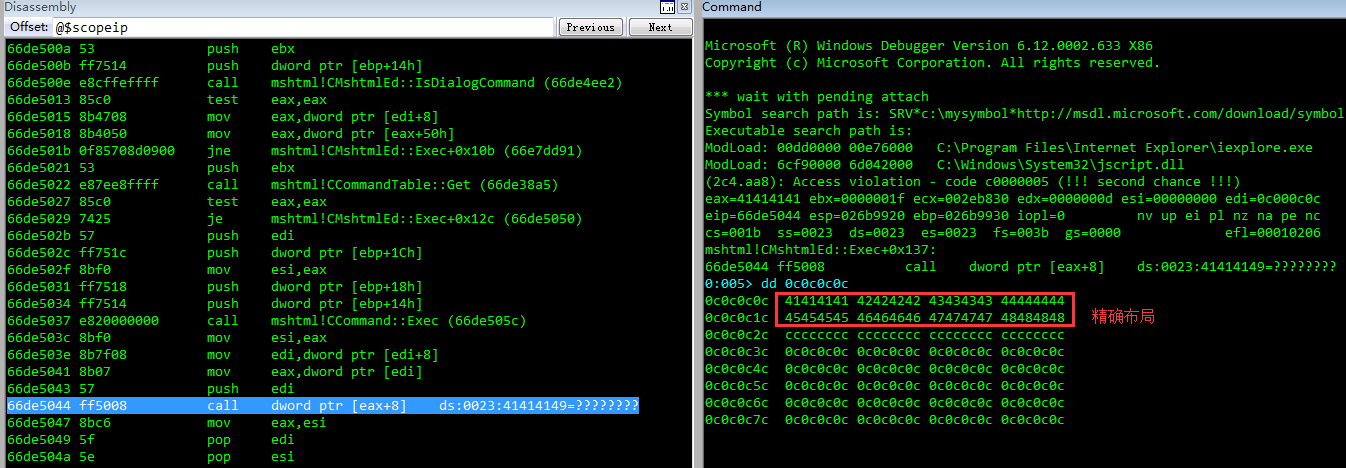 Disassembly
Offset: @$scopeip Previous Next
66de500a 53 push ebx
66de500b ff7514 push dword ptr [ebp+14h]
66de500e e8cffeffff call mshtml!CMshtmlEd::IsDialogCommand (66de4ee2)
66de5013 85c0 test eax,eax
66de5015 8b4708 mov eax,dword ptr [edi+8]
66de5018 8b4050 mov eax,dword ptr [eax+50h]
66de501b 0f85708d0900 jne mshtml!CMshtmlEd::Exec+0x10b (66e7dd91)
66de5021 53 push ebx
66de5022 e87ee8ffff call mshtml!CCommandTable::Get (66de38a5)
66de5027 85c0 test eax,eax
66de5029 7425 je mshtml!CMshtmlEd::Exec+0x12c (66de5050)
66de502b 57 push edi
66de502c ff751c push dword ptr [ebp+1Ch]
66de502f 8bf0 mov esi,eax
66de5031 ff7518 push dword ptr [ebp+18h]
66de5034 ff7514 push dword ptr [ebp+14h]
66de5037 e820000000 call mshtml!CCommand::Exec (66de505c)
66de503c 8bf0 mov esi,eax
66de503e 8b7f08 mov edi,dword ptr [edi+8]
66de5041 8b07 mov eax,dword ptr [edi]
66de5043 57 push edi
66de5044 ff5008 call dword ptr [eax+8] ds:0023:41414149=????????
66de5047 8bc6 mov eax,esi
66de5049 5f pop edi
66de504a 5e pop esi
Command
Microsoft (R) Windows Debugger Version 6.12.0002.633 X86
Copyright (c) Microsoft Corporation. All rights reserved.
*** wait with pending attach
Symbol search path is: SRV*c:\mysymbol*http://msdl.microsoft.com/download/symbol
Executable search path is:
ModLoad: 00dd0000 00e76000 C:\Program Files\Internet Explorer\iexplore.exe
ModLoad: 6cf90000 6d042000 C:\Windows\System32\jscript.dll
(2c4.aa8): Access violation - code c0000005 (!!! second chance !!!)
eax=41414141 ebx=0000001f ecx=002eb830 edx=0000000d esi=00000000 edi=0c0c0c0c
eip=66de5044 esp=026b9920 ebp=026b9930 iopl=0 nv up ei pl nz na pe nc
cs=001b ss=0023 ds=0023 es=0023 fs=003b gs=0000 efl=00010206
mshtml!CMshtmlEd::Exec+0x137:
66de5044 ff5008 call dword ptr [eax+8] ds:0023:41414149=????????
0:005> dd 0c0c0c0c
0c0c0c0c 41414141 42424242 43434343 44444444
0c0c0c1c 45454545 46464646 47474747 48484848
精确布局
0c0c0c2c cccccccc cccccccc cccccccc cccccccc
0c0c0c3c 0c0c0c0c 0c0c0c0c 0c0c0c0c 0c0c0c0c
0c0c0c4c 0c0c0c0c 0c0c0c0c 0c0c0c0c 0c0c0c0c
0c0c0c5c 0c0c0c0c 0c0c0c0c 0c0c0c0c 0c0c0c0c
0c0c0c6c 0c0c0c0c 0c0c0c0c 0c0c0c0c 0c0c0c0c
0c0c0c7c 0c0c0c0c 0c0c0c0c 0c0c0c0c 0c0c0c0c